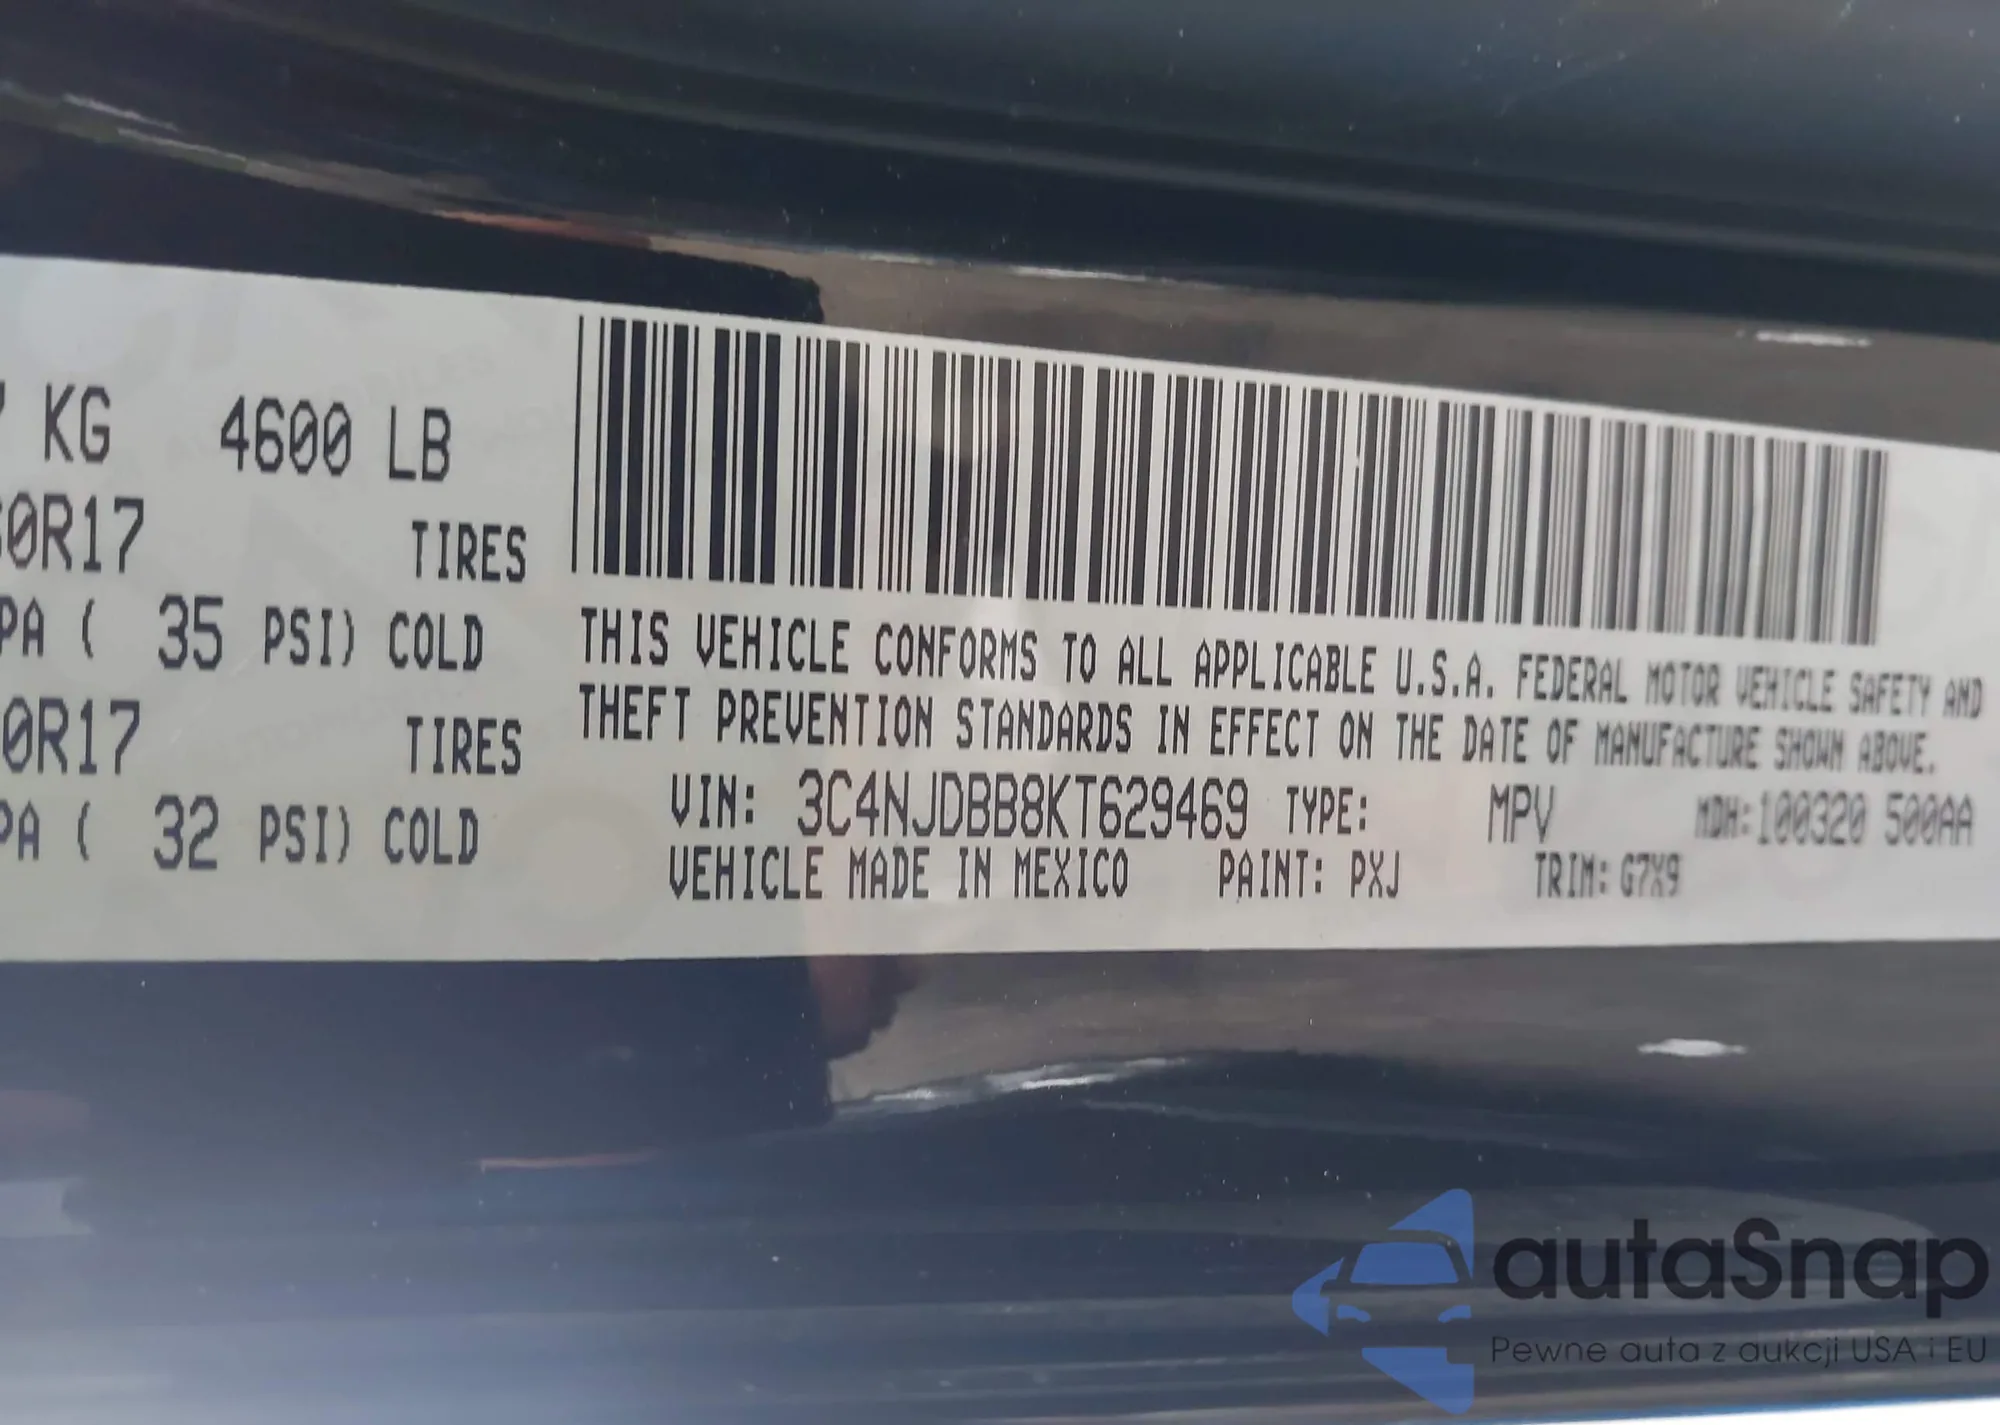 KG 4600 LB
0R17 TIRES
PA ( 35 PSI) COLD
0R17 TIRES
PA ( 32 PSI) COLD
THIS VEHICLE CONFORMS TO ALL APPLICABLE U.S.A. FEDERAL MOTOR VEHICLE SAFETY AND
THEFT PREVENTION STANDARDS IN EFFECT ON THE DATE OF MANUFACTURE SHOWN ABOVE.
VIN: 3C4NJDBB8KT629469 TYPE: MPV MDH:100320 500AA
VEHICLE MADE IN MEXICO PAINT: PXJ TRIM: G7X9
autaSnap
Pewne auta z aukcji USA i EU